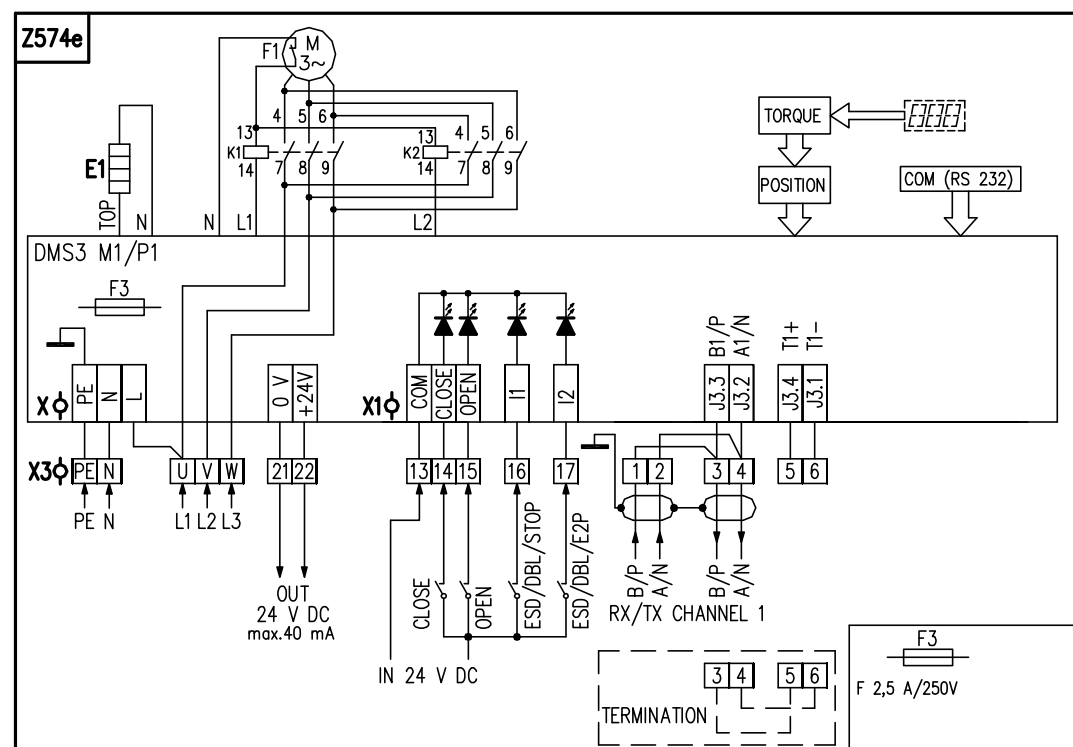 Z574e
F1
M
3~
4 5 6
13
K1
14
7 8 9
13
K2
14
4 5 6
7 8 9
E1
TOP
N
N
L1
L2
TORQUE
POSITION
COM (RS 232)
DMS3 M1/P1
F3
X
PE
N
L
0 V
+24V
X1
COM
CLOSE
OPEN
I1
I2
B1/P
A1/N
T1+
T1-
J3.3
J3.2
J3.4
J3.1
X3
PE N
U V W
21 22
13 14 15
16
17
1 2
3 4
5 6
PE N
L1 L2 L3
OUT
24 V DC
max.40 mA
CLOSE
OPEN
ESD/DBL/STOP
ESD/DBL/E2P
IN 24 V DC
B/P
A/N
B/P
A/N
RX/TX CHANNEL 1
TERMINATION
3 4
5 6
F3
F 2,5 A/250V